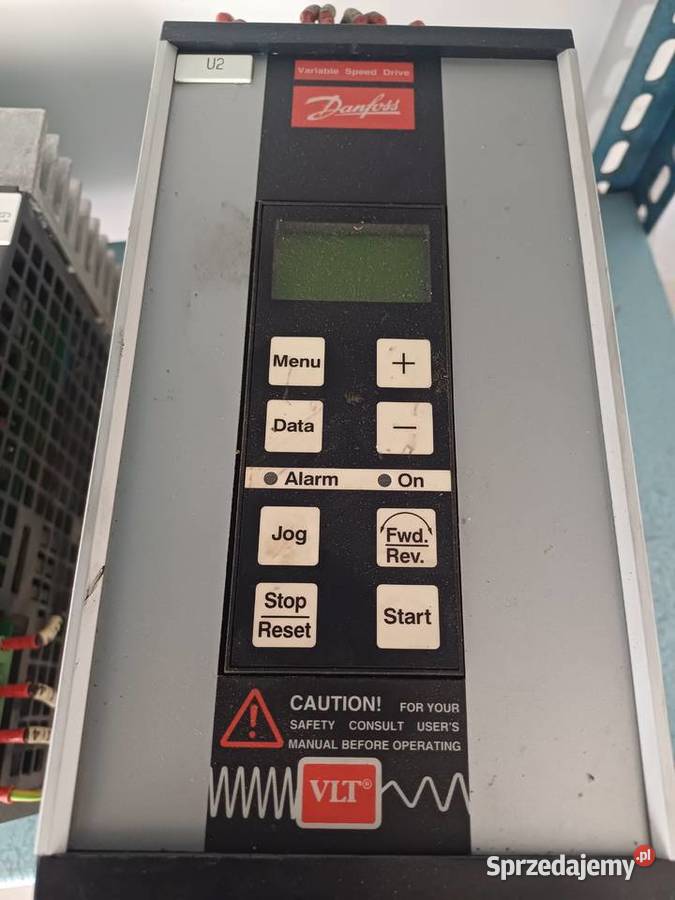 U2
Variable Speed Drive
Danfoss
Menu
+
Data
−
Alarm
On
Jog
Fwd.
Rev.
Stop
Reset
Start
CAUTION! FOR YOUR
SAFETY CONSULT USER'S
MANUAL BEFORE OPERATING
VLT®
Sprzedajemy.pl